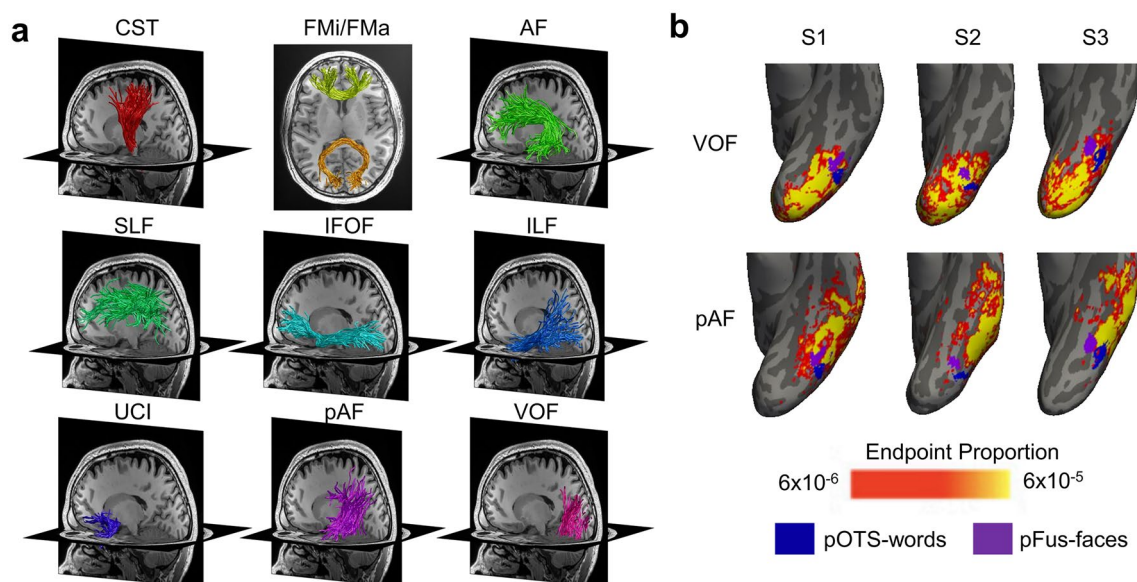 a
CST
FMi/FMa
AF
SLF
IFOF
ILF
UCI
pAF
VOF
b
S1
S2
S3
VOF
pAF
Endpoint Proportion
6x10⁻⁶
6x10⁻⁵
pOTS-words
pFus-faces